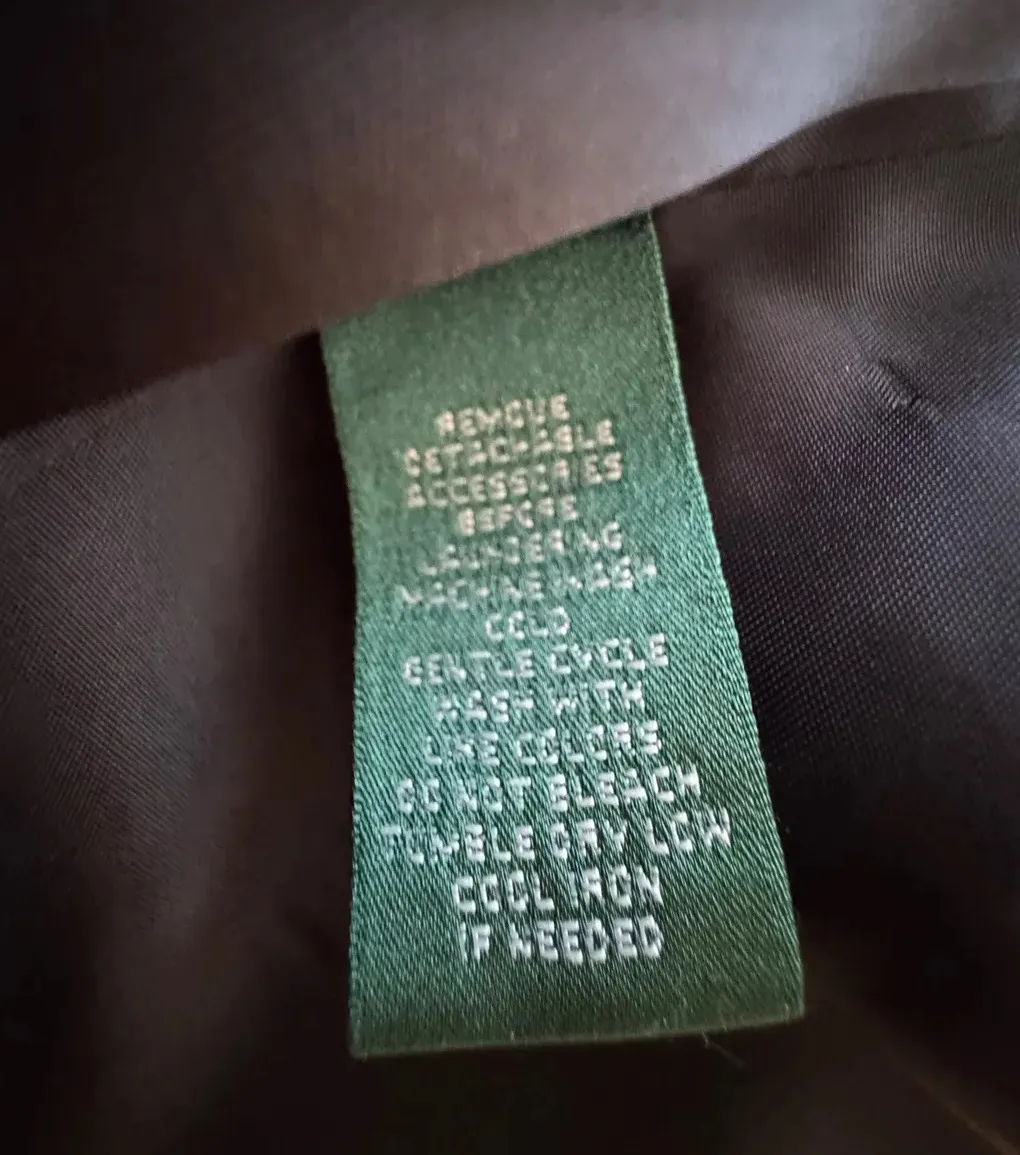 REMOVE
DETACHABLE
ACCESSORIES
BEFORE
LAUNDERING
MACHINE WASH
COLD
GENTLE CYCLE
WASH WITH
LIKE COLORS
DO NOT BLEACH
TUMBLE DRY LOW
COOL IRON
IF NEEDED